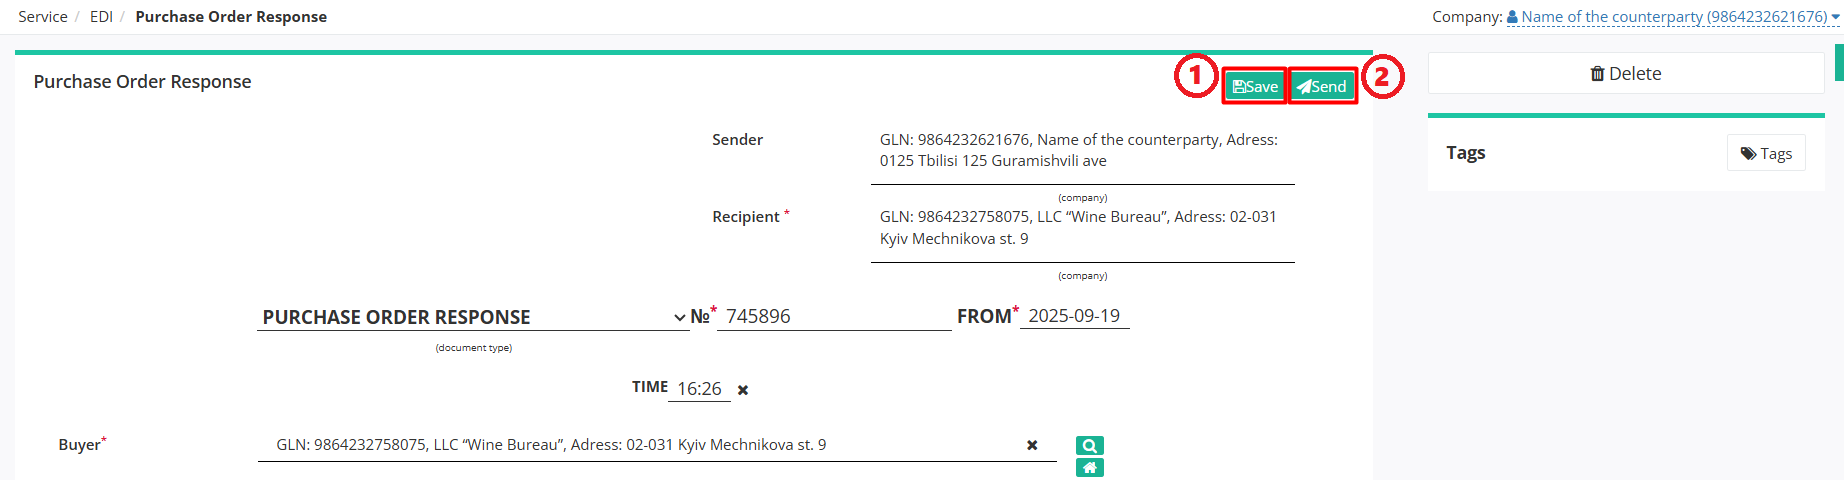 Service / EDI / Purchase Order Response
Company: Name of the counterparty (9864232621676)
Purchase Order Response
1
Save
Send
2
Delete
Tags
Tags
Sender
GLN: 9864232621676, Name of the counterparty, Adress:
0125 Tbilisi 125 Guramishvili ave
(company)
Recipient *
GLN: 9864232758075, LLC “Wine Bureau”, Adress: 02-031
Kyiv Mechnikova st. 9
(company)
PURCHASE ORDER RESPONSE
№* 745896
FROM* 2025-09-19
(document type)
TIME 16:26 ×
Buyer*
GLN: 9864232758075, LLC “Wine Bureau”, Adress: 02-031 Kyiv Mechnikova st. 9 ×